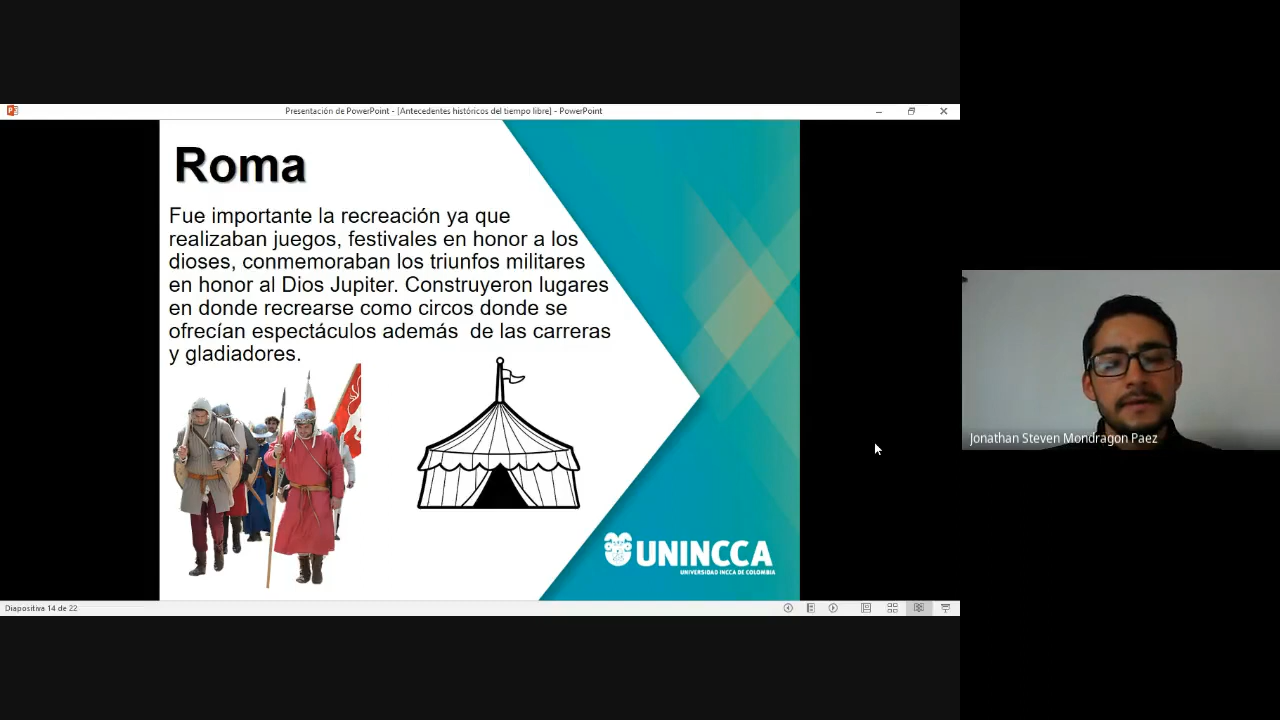 Presentación de PowerPoint - [Antecedentes históricos del tiempo libre] - PowerPoint
Roma
Fue importante la recreación ya que
realizaban juegos, festivales en honor a los
dioses, conmemoraban los triunfos militares
en honor al Dios Jupiter. Construyeron lugares
en donde recrearse como circos donde se
ofrecían espectáculos además  de las carreras
y gladiadores.
Jonathan Steven Mondragon Paez
UNINCCA
UNIVERSIDAD INCCA DE COLOMBIA
Diapositiva 14 de 22